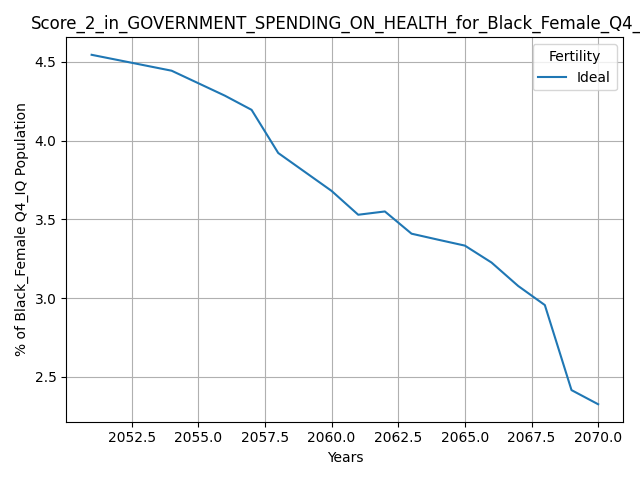 Score_2_in_GOVERNMENT_SPENDING_ON_HEALTH_for_Black_Female_Q4_
Fertility
Ideal
4.5
4.0
3.5
3.0
2.5
% of Black_Female Q4_IQ Population
2052.5 2055.0 2057.5 2060.0 2062.5 2065.0 2067.5 2070.0
Years